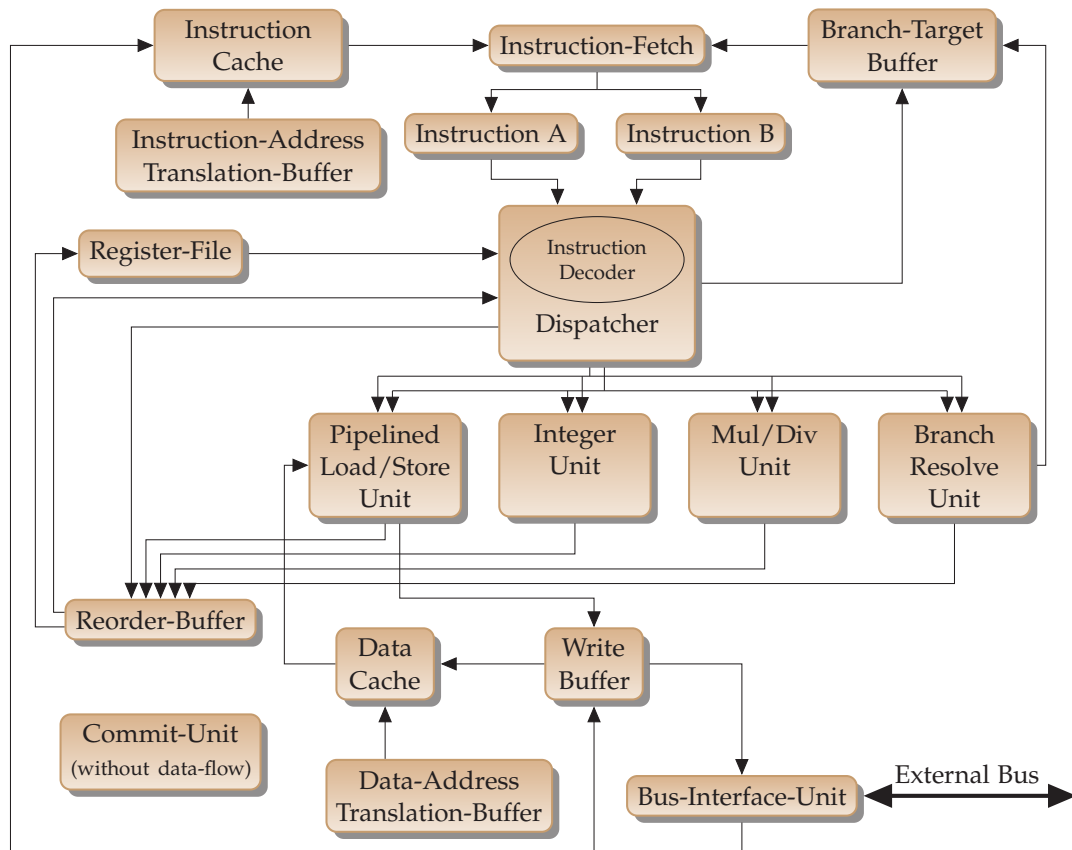 Instruction
Cache
Instruction-Fetch
Branch-Target
Buffer
Instruction-Address
Translation-Buffer
Instruction A
Instruction B
Register-File
Instruction
Decoder
Dispatcher
Pipelined
Load/Store
Unit
Integer
Unit
Mul/Div
Unit
Branch
Resolve
Unit
Reorder-Buffer
Data
Cache
Write
Buffer
Commit-Unit
(without data-flow)
Data-Address
Translation-Buffer
Bus-Interface-Unit
External Bus